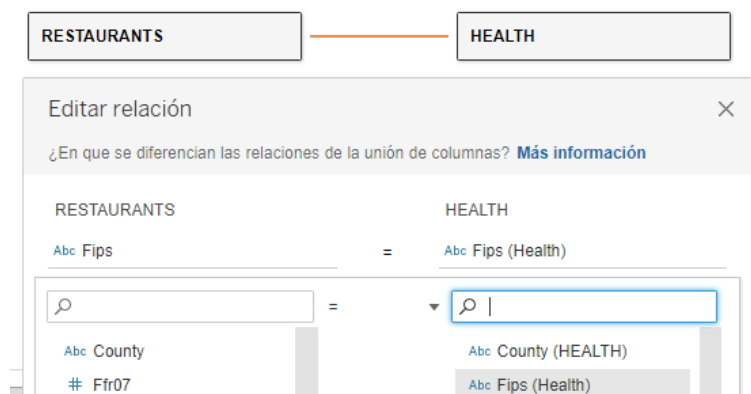 RESTAURANTS HEALTH
Editar relación
¿En que se diferencian las relaciones de la unión de columnas? Más información
RESTAURANTS HEALTH
Abc Fips = Abc Fips (Health)
=
Abc County Abc County (HEALTH)
# Ffr07 Abc Fips (Health)